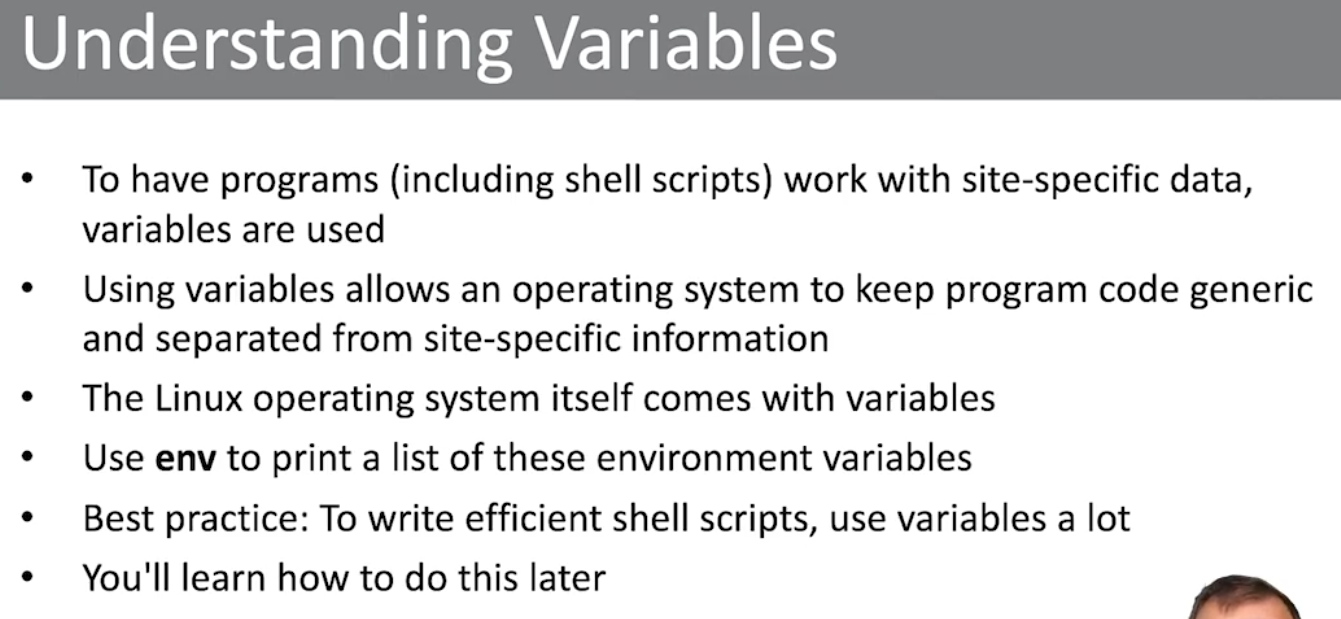 Understanding Variables
• To have programs (including shell scripts) work with site-specific data,
variables are used
• Using variables allows an operating system to keep program code generic
and separated from site-specific information
• The Linux operating system itself comes with variables
• Use env to print a list of these environment variables
• Best practice: To write efficient shell scripts, use variables a lot
• You'll learn how to do this later